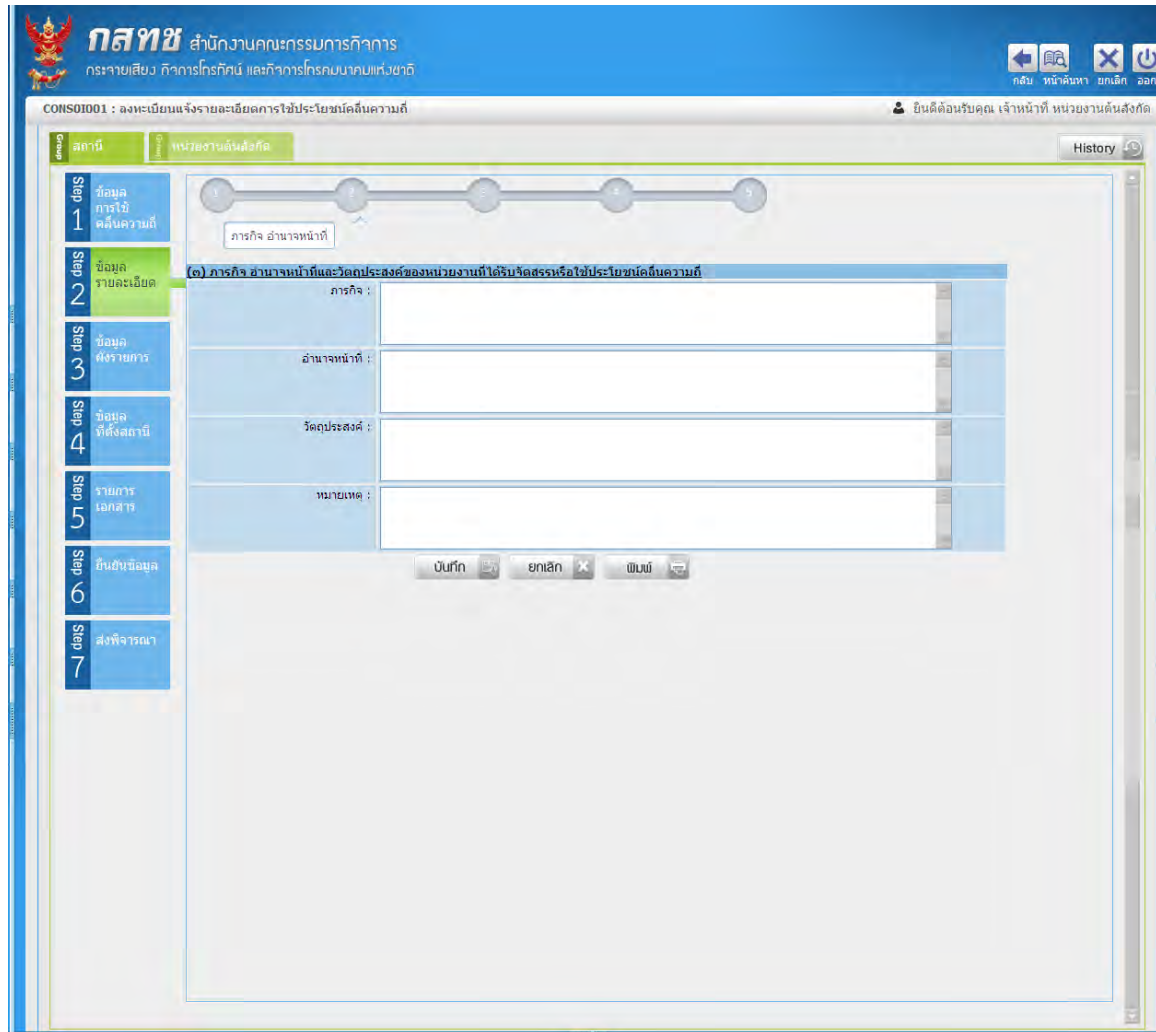 กสทช สำนักงานคณะกรรมการกิจการ
กระจายเสียง กิจการโทรทัศน์ และกิจการโทรคมนาคมแห่งชาติ
กลับ หน้าค้นหา ยกเลิก ออก
CONSOI001 : ลงทะเบียนแจ้งรายละเอียดการใช้ประโยชน์คลื่นความถี่
ยินดีต้อนรับคุณ เจ้าหน้าที่ หน่วยงานต้นสังกัด
Group สถานี
Group หน่วยงานต้นสังกัด
History
Step 1 ข้อมูล
การใช้
คลื่นความถี่
1 2 3 4 5
ภารกิจ อำนาจหน้าที่
Step 2 ข้อมูล
รายละเอียด
(๓) ภารกิจ อำนาจหน้าที่และวัตถุประสงค์ของหน่วยงานที่ได้รับจัดสรรหรือใช้ประโยชน์คลื่นความถี่
ภารกิจ :
Step 3 ข้อมูล
ผังรายการ
อำนาจหน้าที่ :
Step 4 ข้อมูล
ที่ตั้งสถานี
วัตถุประสงค์ :
Step 5 รายการ
เอกสาร
หมายเหตุ :
Step 6 ยืนยันข้อมูล
บันทึก ยกเลิก พิมพ์
Step 7 ส่งพิจารณา